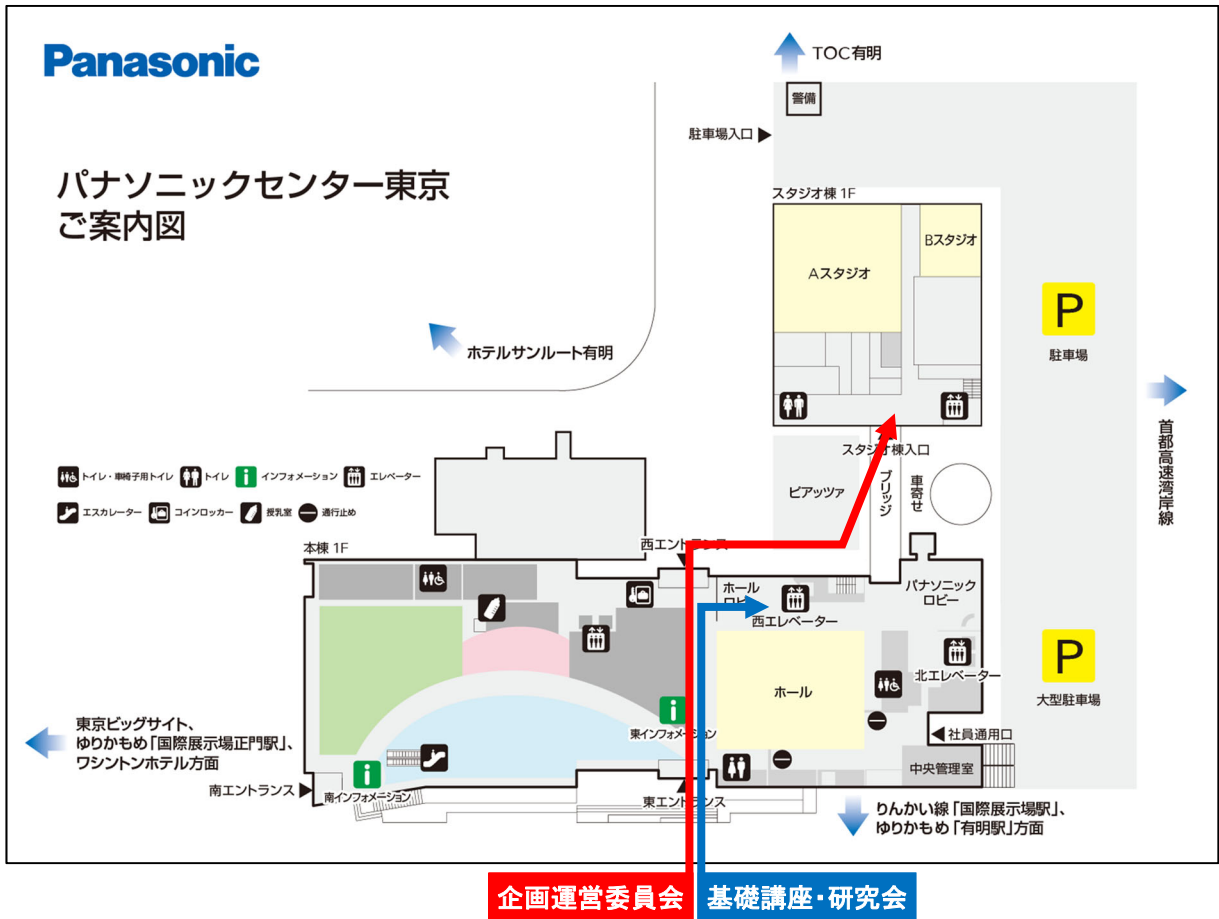 Panasonic
パナソニックセンター東京
ご案内図
TOC有明
警備
駐車場入口
スタジオ棟 1F
Aスタジオ
Bスタジオ
P
駐車場
ホテルサンルート有明
首都高速湾岸線
スタジオ棟入口
トイレ・車椅子用トイレ
トイレ
インフォメーション
エレベーター
エスカレーター
コインロッカー
授乳室
通行止め
ピアッツァ
ブリッジ
車寄せ
本棟 1F
西エントランス
ホール
ロビー
西エレベーター
パナソニック
ロビー
P
大型駐車場
北エレベーター
ホール
東インフォメーション
社員通用口
中央管理室
東京ビッグサイト、
ゆりかもめ「国際展示場正門駅」、
ワシントンホテル方面
南エントランス
南インフォメーション
東エントランス
りんかい線「国際展示場駅」、
ゆりかもめ「有明駅」方面
企画運営委員会
基礎講座・研究会